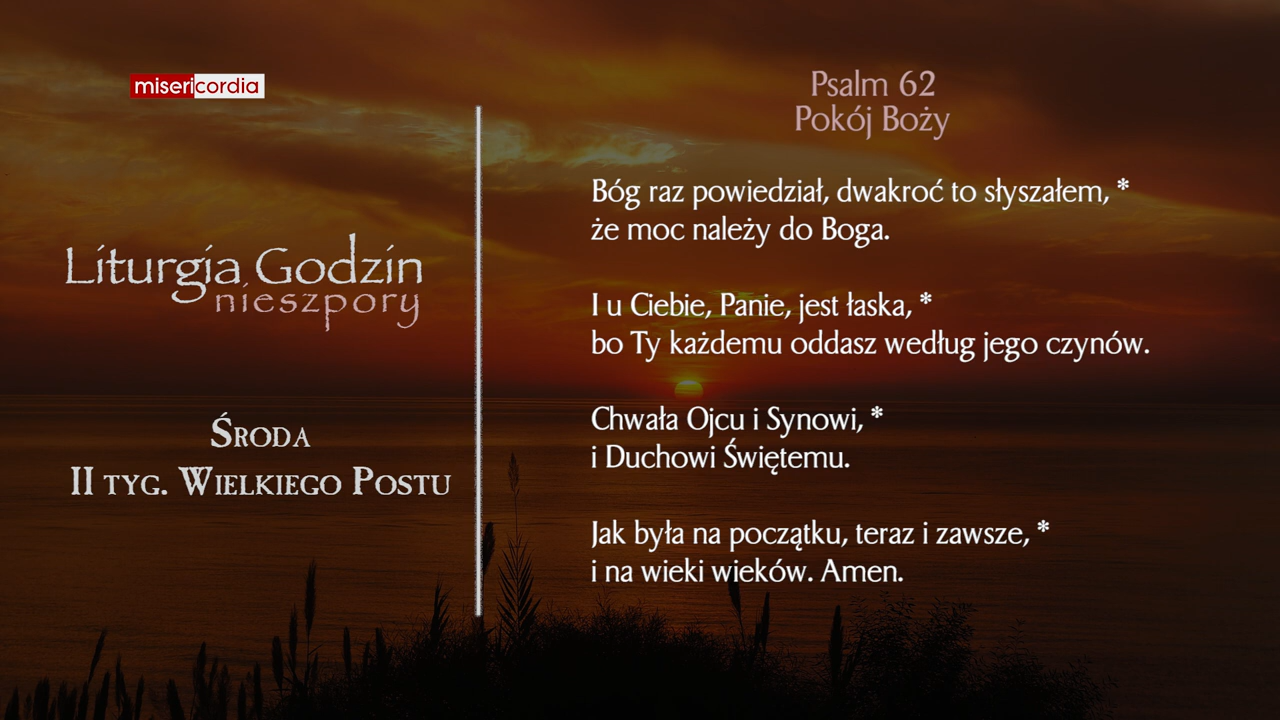 misericordia
Liturgia Godzin
nieszpory
Środa
II tyg. Wielkiego Postu
Psalm 62
Pokój Boży
Bóg raz powiedział, dwakroć to słyszałem, *
że moc należy do Boga.
I u Ciebie, Panie, jest łaska, *
bo Ty każdemu oddasz według jego czynów.
Chwała Ojcu i Synowi, *
i Duchowi Świętemu.
Jak była na początku, teraz i zawsze, *
i na wieki wieków. Amen.